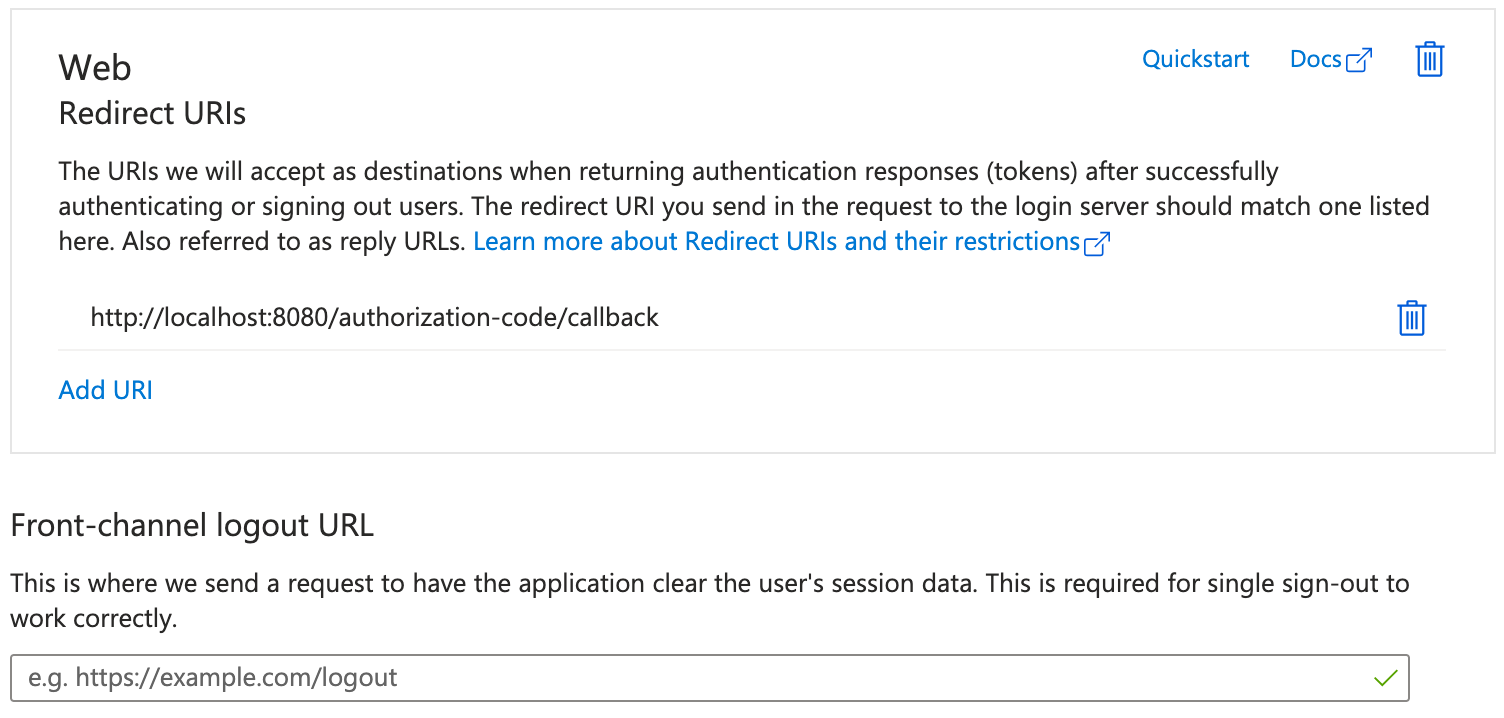 Web
Quickstart Docs
Redirect URIs
The URIs we will accept as destinations when returning authentication responses (tokens) after successfully
authenticating or signing out users. The redirect URI you send in the request to the login server should match one listed
here. Also referred to as reply URLs. Learn more about Redirect URIs and their restrictions
http://localhost:8080/authorization-code/callback
Add URI
Front-channel logout URL
This is where we send a request to have the application clear the user's session data. This is required for single sign-out to
work correctly.
e.g. https://example.com/logout